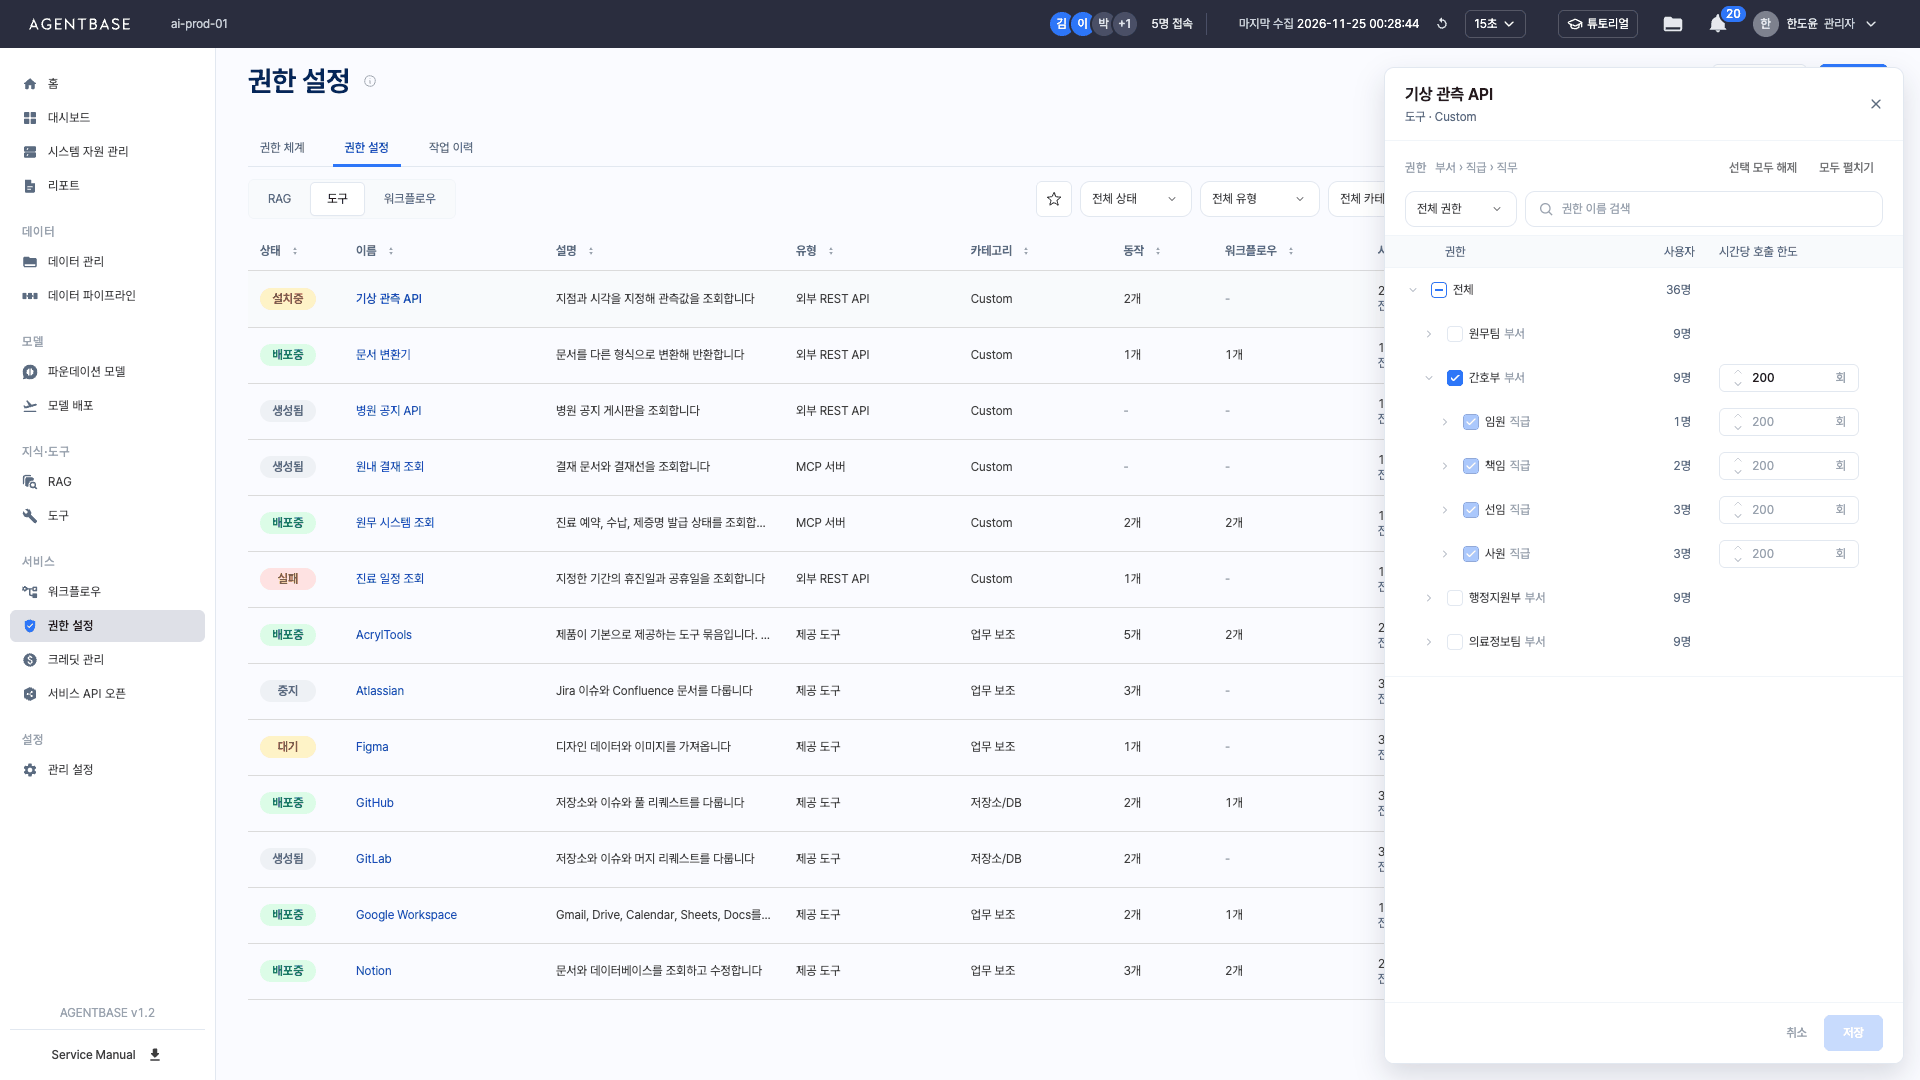 AGENTBASE
ai-prod-01
김 이 박 +1 5명 접속
마지막 수집 2026-11-25 00:28:44
15초
튜토리얼
20
한 한도윤 관리자
홈
대시보드
시스템 자원 관리
리포트
데이터
데이터 관리
데이터 파이프라인
모델
파운데이션 모델
모델 배포
지식·도구
RAG
도구
서비스
워크플로우
권한 설정
크레딧 관리
서비스 API 오픈
설정
관리 설정
AGENTBASE v1.2
Service Manual
권한 설정
권한 체계 권한 설정 작업 이력
RAG 도구 워크플로우
전체 상태 전체 유형 전체 카테
상태 이름 설명 유형 카테고리 동작 워크플로우
설치중 기상 관측 API 지점과 시각을 지정해 관측값을 조회합니다 외부 REST API Custom 2개 -
배포중 문서 변환기 문서를 다른 형식으로 변환해 반환합니다 외부 REST API Custom 1개 1개
생성됨 병원 공지 API 병원 공지 게시판을 조회합니다 외부 REST API Custom - -
생성됨 원내 결재 조회 결재 문서와 결재선을 조회합니다 MCP 서버 Custom - -
배포중 원무 시스템 조회 진료 예약, 수납, 제증명 발급 상태를 조회합... MCP 서버 Custom 2개 2개
실패 진료 일정 조회 지정한 기간의 휴진일과 공휴일을 조회합니다 외부 REST API Custom 1개 -
배포중 AcrylTools 제품이 기본으로 제공하는 도구 묶음입니다. ... 제공 도구 업무 보조 5개 2개
중지 Atlassian Jira 이슈와 Confluence 문서를 다룹니다 제공 도구 업무 보조 3개 -
대기 Figma 디자인 데이터와 이미지를 가져옵니다 제공 도구 업무 보조 1개 -
배포중 GitHub 저장소와 이슈와 풀 리퀘스트를 다룹니다 제공 도구 저장소/DB 2개 1개
생성됨 GitLab 저장소와 이슈와 머지 리퀘스트를 다룹니다 제공 도구 저장소/DB 2개 -
배포중 Google Workspace Gmail, Drive, Calendar, Sheets, Docs를... 제공 도구 업무 보조 2개 1개
배포중 Notion 문서와 데이터베이스를 조회하고 수정합니다 제공 도구 업무 보조 3개 2개
기상 관측 API
도구 · Custom
권한 부서 › 직급 › 직무
선택 모두 해제 모두 펼치기
전체 권한 권한 이름 검색
권한 사용자 시간당 호출 한도
전체 36명
원무팀 부서 9명
간호부 부서 9명 200 회
임원 직급 1명 200 회
책임 직급 2명 200 회
선임 직급 3명 200 회
사원 직급 3명 200 회
행정지원부 부서 9명
의료정보팀 부서 9명
취소 저장